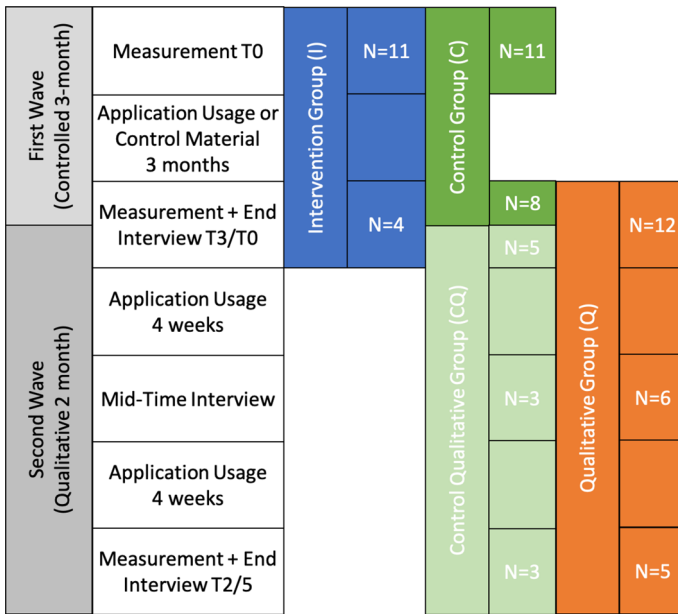 First Wave
(Controlled 3-month)
Measurement T0
Intervention Group (I)
N=11
Control Group (C)
N=11
Application Usage or
Control Material
3 months
Measurement + End
Interview T3/T0
N=4
N=8
N=5
Qualitative Group (Q)
N=12
Second Wave
(Qualitative 2 month)
Application Usage
4 weeks
Control Qualitative Group (CQ)
Mid-Time Interview
N=3
N=6
Application Usage
4 weeks
Measurement + End
Interview T2/5
N=3
N=5